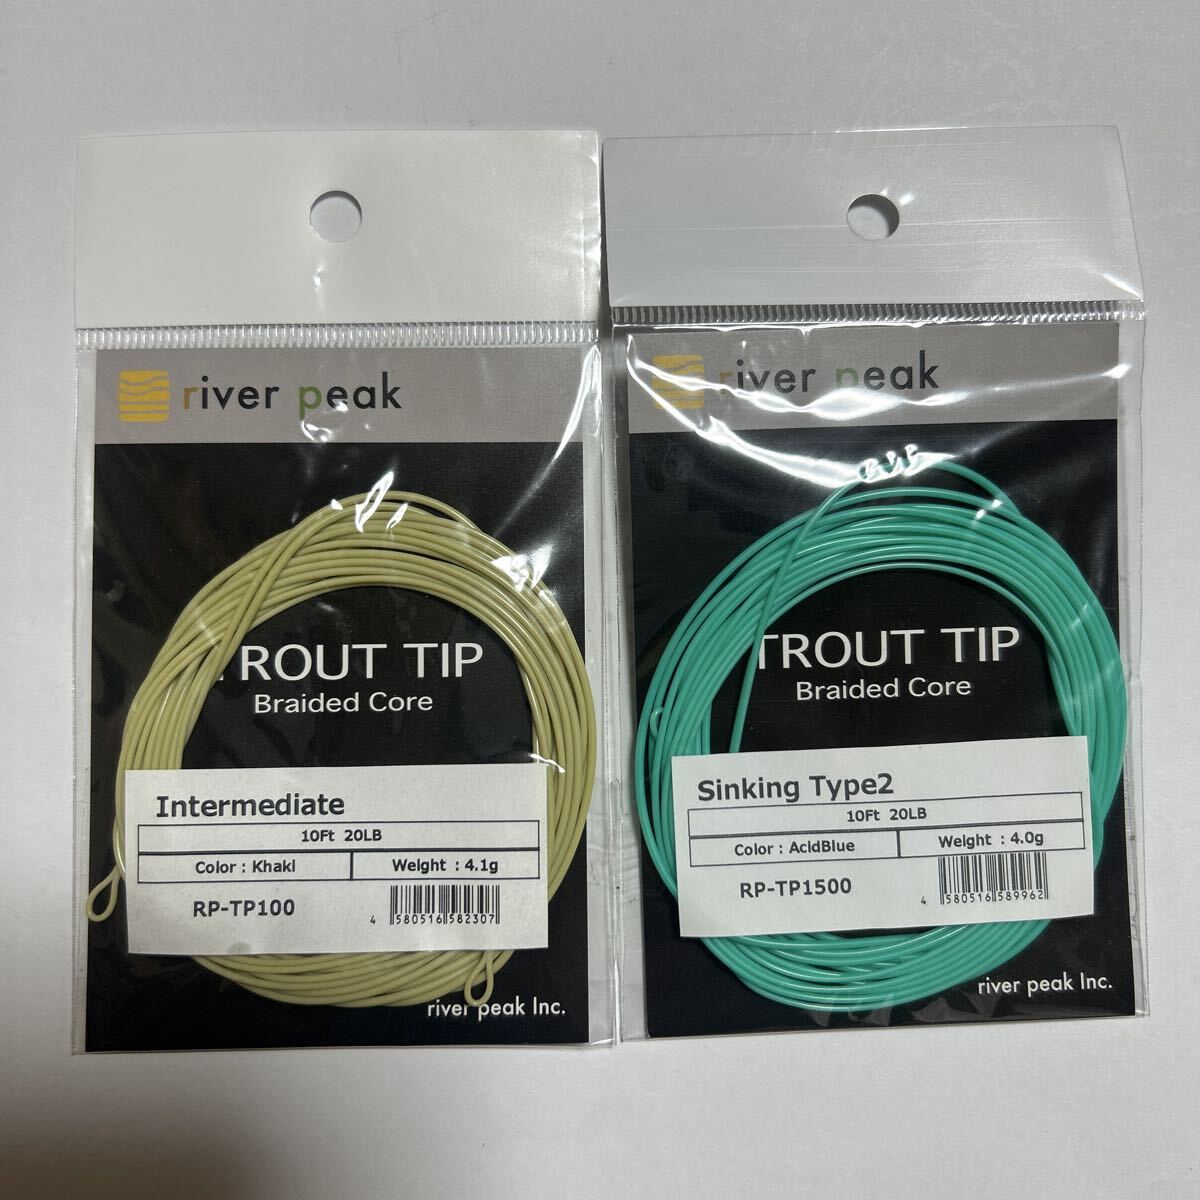 river peak
TROUT TIP
Braided Core
Intermediate
10Ft 20LB
Color : Khaki
Weight : 4.1g
RP-TP100
4 580516 582307
river peak Inc.
river peak
TROUT TIP
Braided Core
Sinking Type2
10Ft 20LB
Color : AcidBlue
Weight : 4.0g
RP-TP1500
4 580516 589962
river peak Inc.